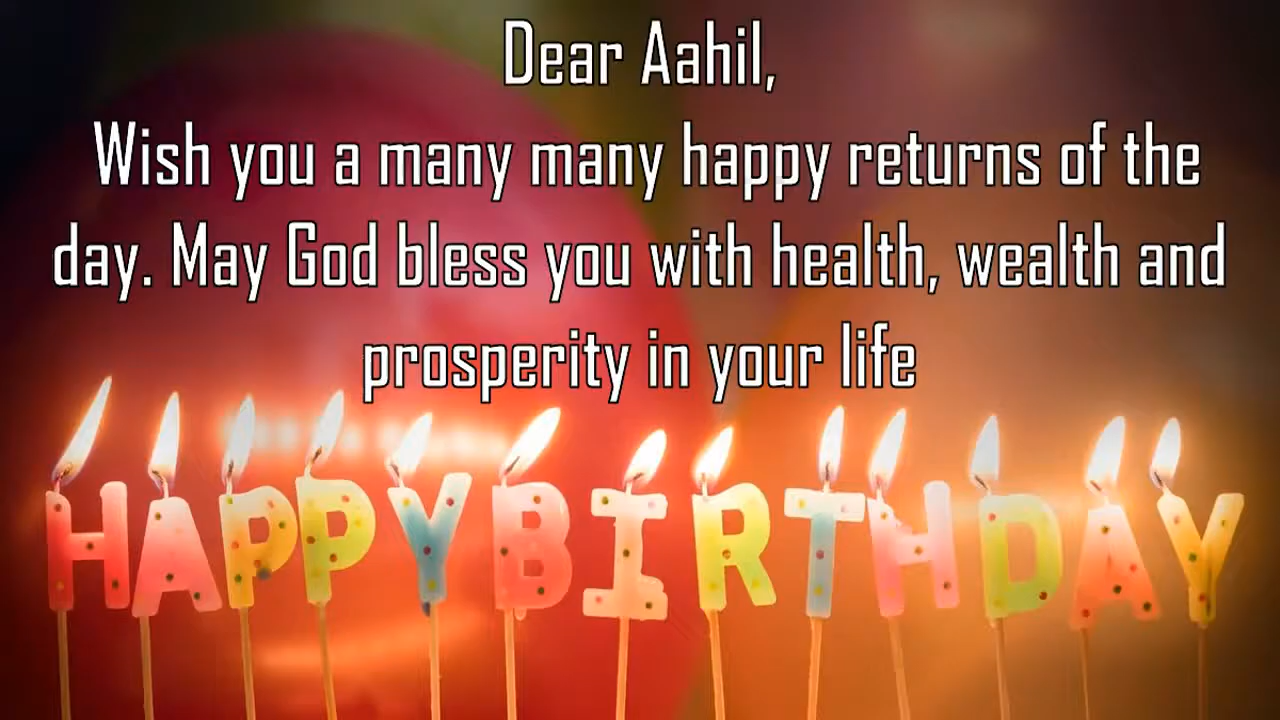 Dear Aahil,
Wish you a many many happy returns of the
day. May God bless you with health, wealth and
prosperity in your life
HAPPY BIRTHDAY